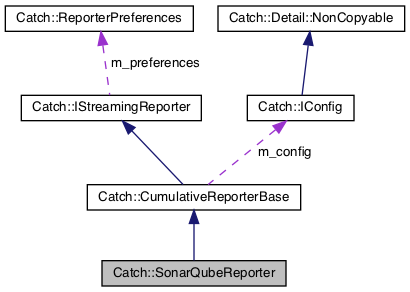 Catch::ReporterPreferences
Catch::Detail::NonCopyable
m_preferences
Catch::IStreamingReporter
Catch::IConfig
m_config
Catch::CumulativeReporterBase
Catch::SonarQubeReporter